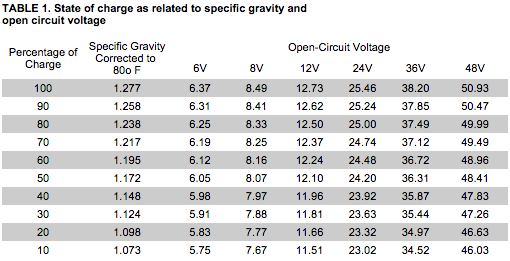 TABLE 1. State of charge as related to specific gravity and
open circuit voltage
Percentage of
Charge
Specific Gravity
Corrected to
80o F
Open-Circuit Voltage
6V 8V 12V 24V 36V 48V
100 1.277 6.37 8.49 12.73 25.46 38.20 50.93
90 1.258 6.31 8.41 12.62 25.24 37.85 50.47
80 1.238 6.25 8.33 12.50 25.00 37.49 49.99
70 1.217 6.19 8.25 12.37 24.74 37.12 49.49
60 1.195 6.12 8.16 12.24 24.48 36.72 48.96
50 1.172 6.05 8.07 12.10 24.20 36.31 48.41
40 1.148 5.98 7.97 11.96 23.92 35.87 47.83
30 1.124 5.91 7.88 11.81 23.63 35.44 47.26
20 1.098 5.83 7.77 11.66 23.32 34.97 46.63
10 1.073 5.75 7.67 11.51 23.02 34.52 46.03